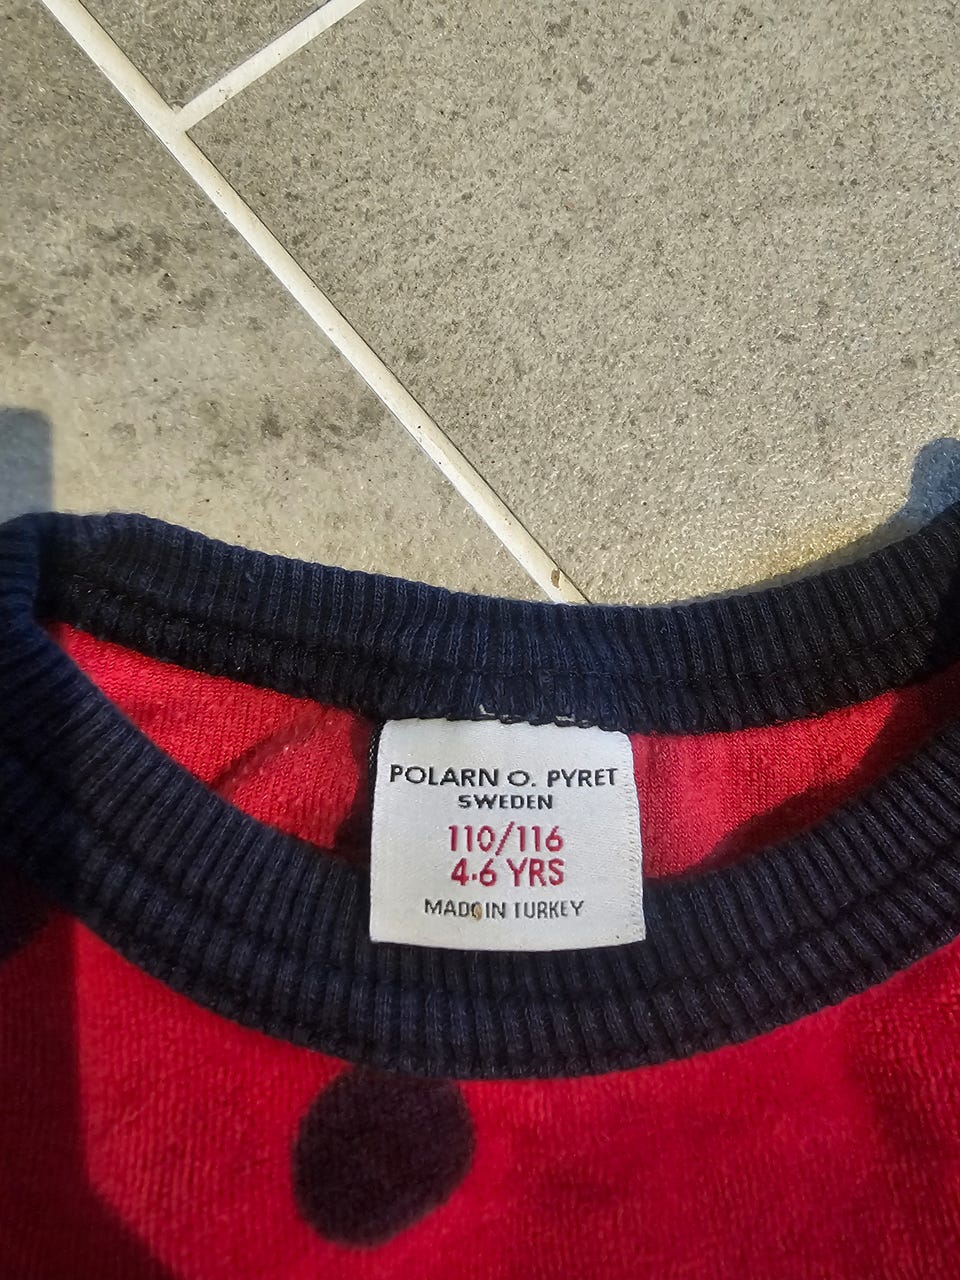 POLARN O. PYRET
SWEDEN
110/116
4-6 YRS
MADE IN TURKEY